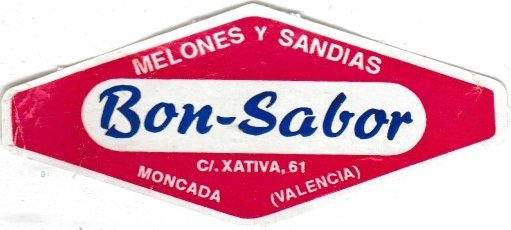 MELONES Y SANDIAS
Bon-Sabor
C/. XATIVA, 61
MONCADA (VALENCIA)